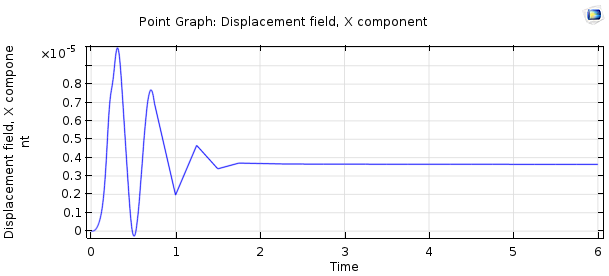 Point Graph: Displacement field, X component
×10⁻⁵
0.8
0.7
0.6
0.5
0.4
0.3
0.2
0.1
0
Displacement field, X compone
nt
0 1 2 3 4 5 6
Time